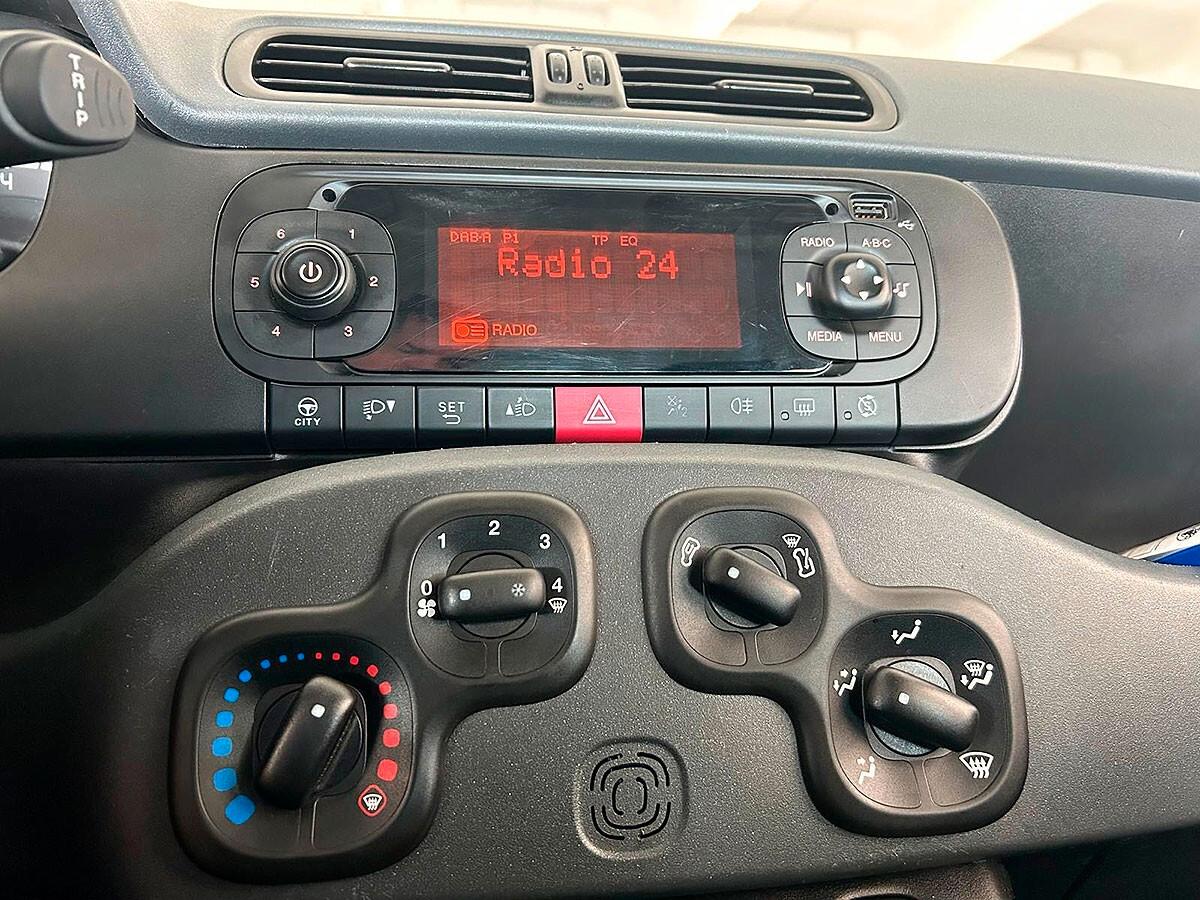 TRIP
4
DAB·A P1 TP EQ
Radio 24
RADIO
6 1
5 2
4 3
RADIO A·B·C
MEDIA MENU
CITY
SET
0 1 2 3 4